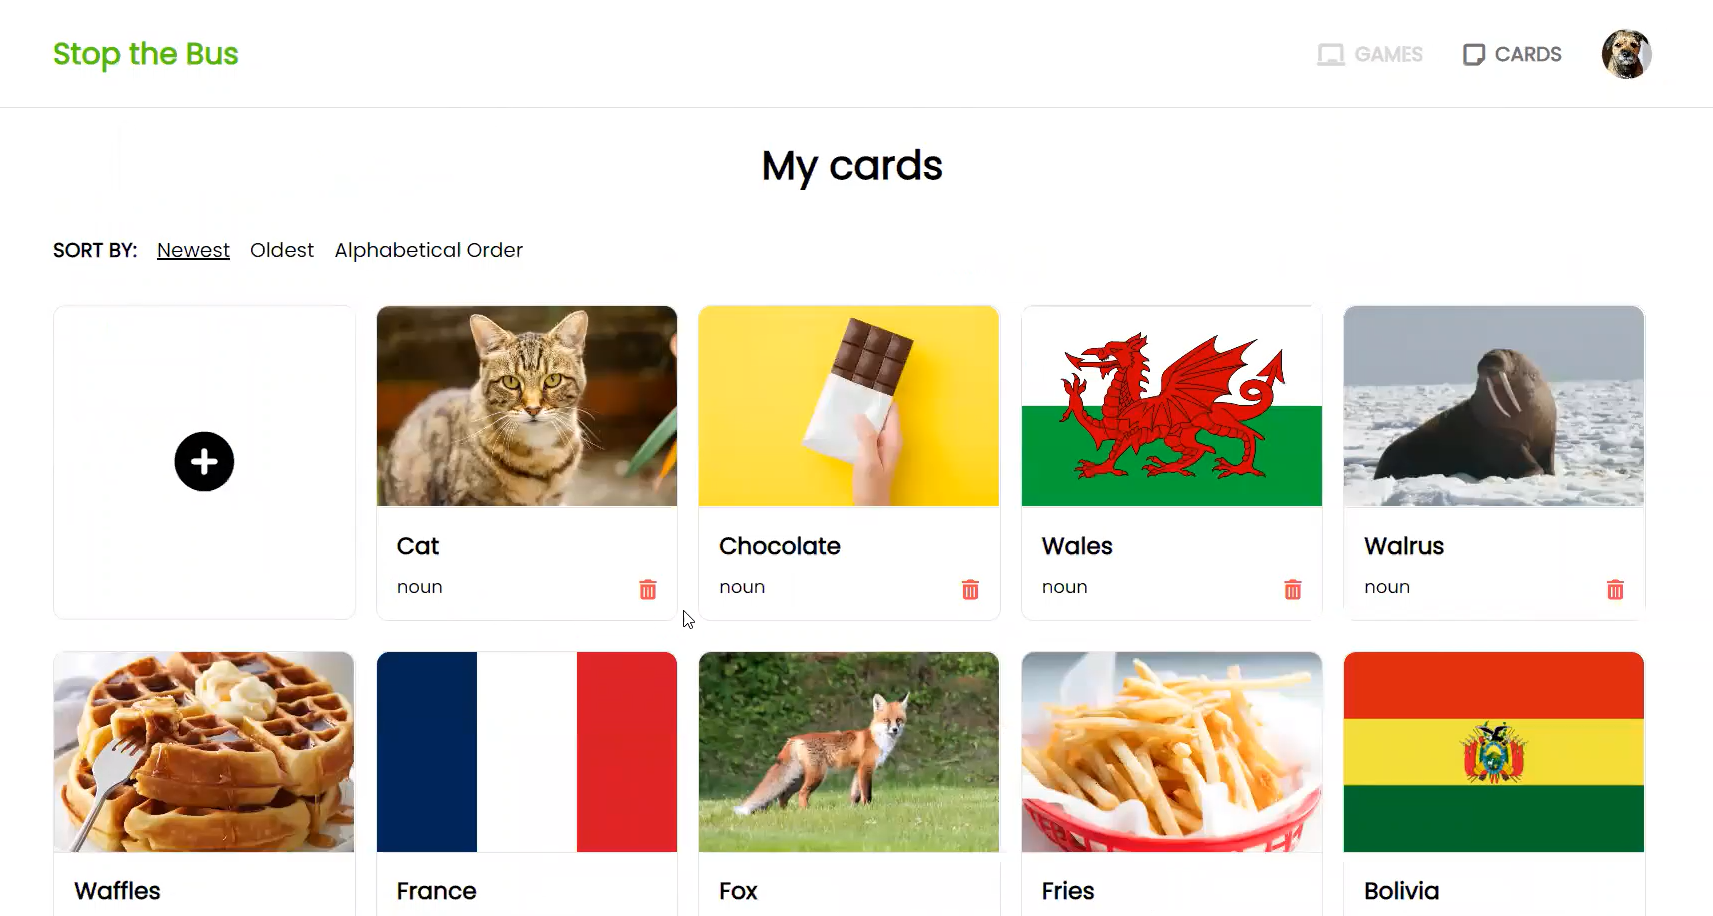 Stop the Bus
GAMES
CARDS
My cards
SORT BY: Newest Oldest Alphabetical Order
Cat
noun
Chocolate
noun
Wales
noun
Walrus
noun
Waffles
France
Fox
Fries
Bolivia